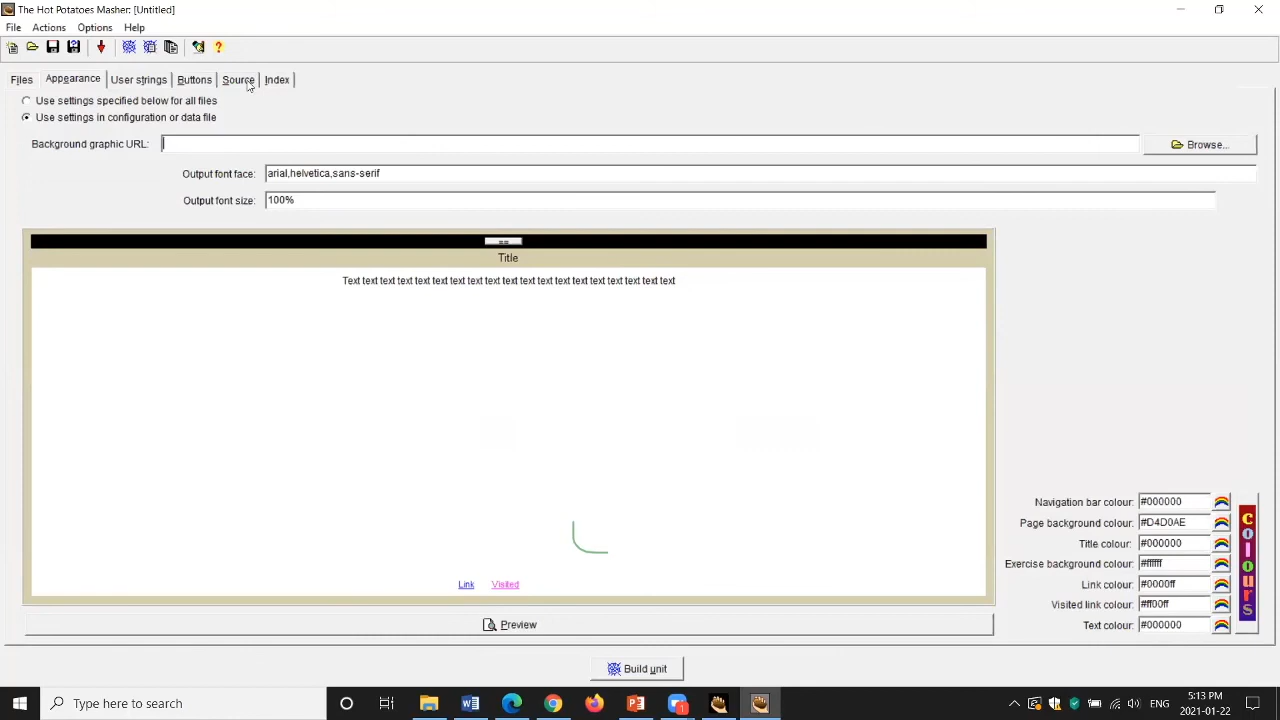 The Hot Potatoes Masher: [Untitled]
File Actions Options Help
Files Appearance User strings Buttons Source Index
Use settings specified below for all files
Use settings in configuration or data file
Background graphic URL: Browse...
Output font face: arial,helvetica,sans-serif
Output font size: 100%
==
Title
Text text text text text text text text text text text text text text text text text text text
Link Visited
Navigation bar colour: #000000
Page background colour: #D4D0AE
Title colour: #000000
Exercise background colour: #ffffff
Link colour: #0000ff
Visited link colour: #ff00ff
Text colour: #000000
Colours
Preview
Build unit
Type here to search
5:13 PM
2021-01-22